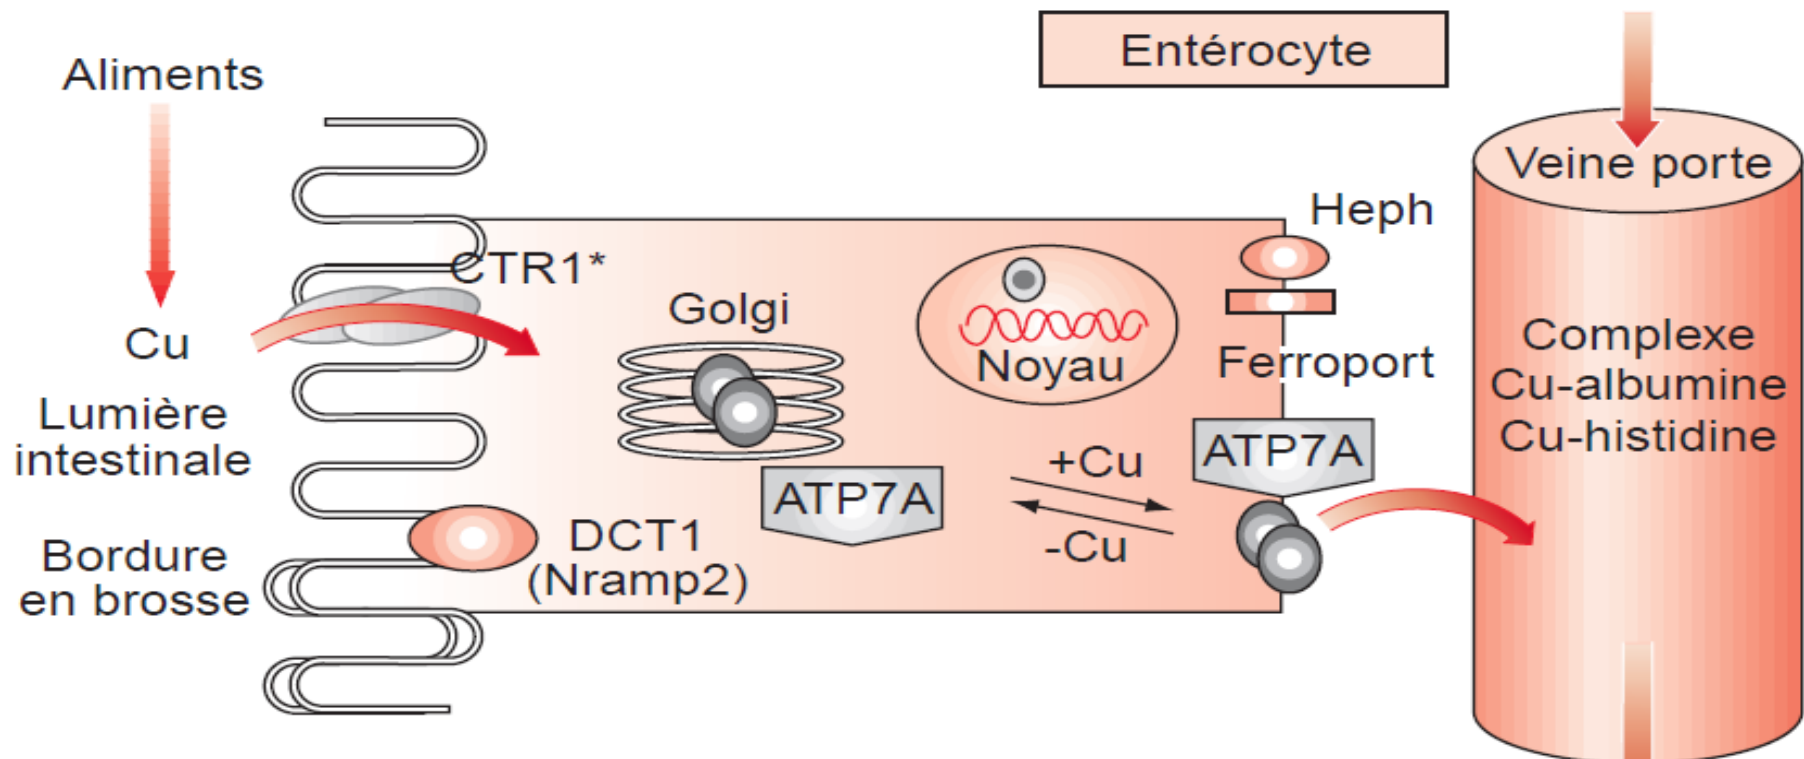 Entérocyte
Aliments
Veine porte
Heph
CTR1*
Golgi
Cu
Noyau
Ferroport
Complexe
Cu-albumine
Cu-histidine
Lumière
intestinale
+Cu
ATP7A
ATP7A
-Cu
DCT1
(Nramp2)
Bordure
en brosse